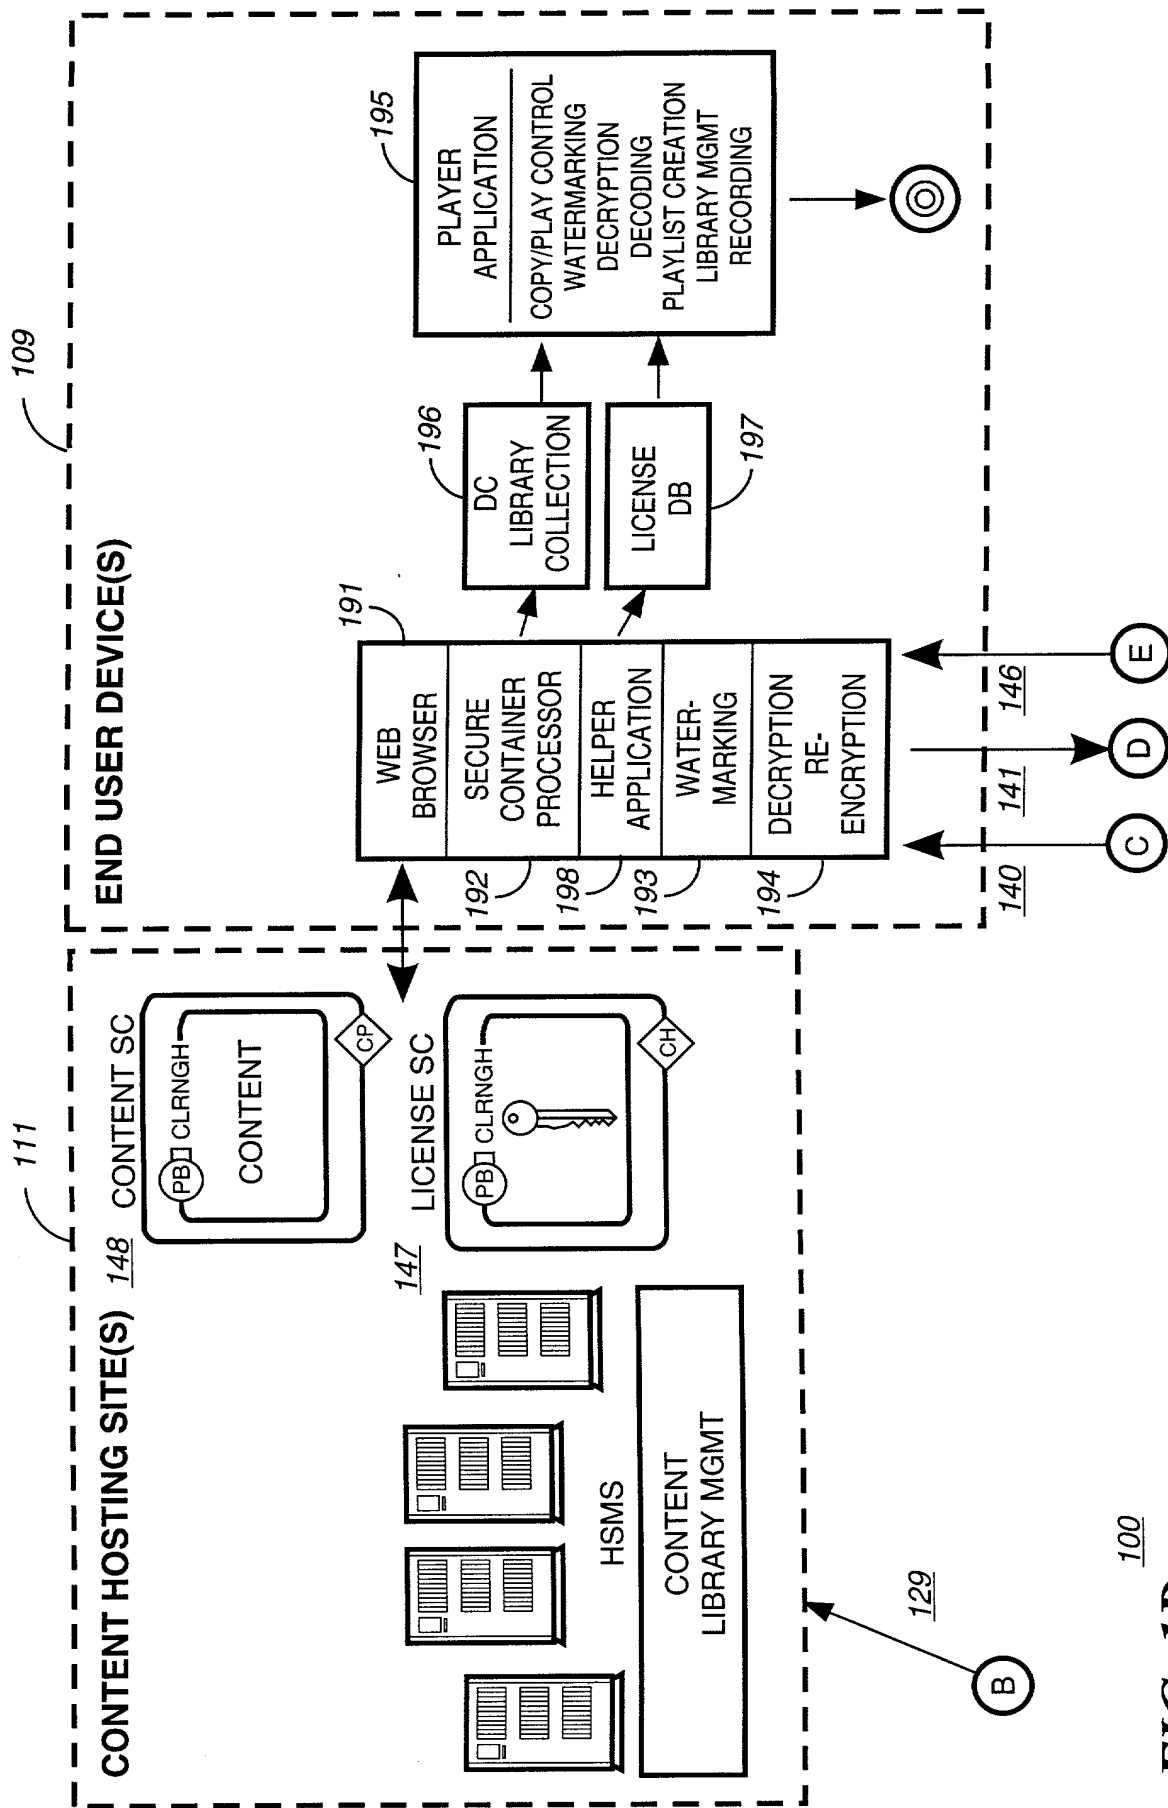 111
CONTENT HOSTING SITE(S)
148
CONTENT SC
PB CLRNGH
CONTENT
CP
147
LICENSE SC
PB CLRNGH
CH
HSMS
CONTENT
LIBRARY MGMT
129
B
109
END USER DEVICE(S)
191
WEB
BROWSER
SECURE
CONTAINER
PROCESSOR
HELPER
APPLICATION
WATER-
MARKING
DECRYPTION
RE-
ENCRYPTION
192
198
193
194
196
DC
LIBRARY
COLLECTION
LICENSE
DB
197
195
PLAYER
APPLICATION
COPY/PLAY CONTROL
WATERMARKING
DECRYPTION
DECODING
PLAYLIST CREATION
LIBRARY MGMT
RECORDING
140
141
146
C
D
E
100